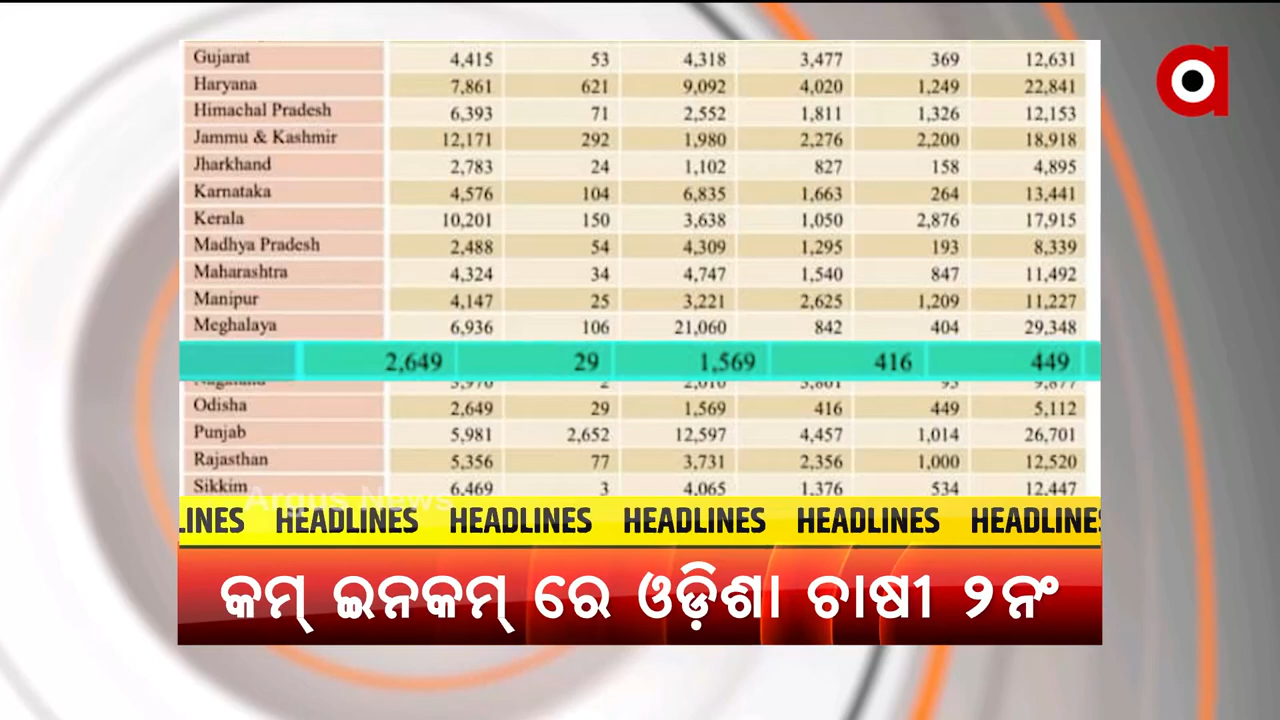 Gujarat 4,415 53 4,318 3,477 369 12,631
Haryana 7,861 621 9,092 4,020 1,249 22,841
Himachal Pradesh 6,393 71 2,552 1,811 1,326 12,153
Jammu & Kashmir 12,171 292 1,980 2,276 2,200 18,918
Jharkhand 2,783 24 1,102 827 158 4,895
Karnataka 4,576 104 6,835 1,663 264 13,441
Kerala 10,201 150 3,638 1,050 2,876 17,915
Madhya Pradesh 2,488 54 4,309 1,295 193 8,339
Maharashtra 4,324 34 4,747 1,540 847 11,492
Manipur 4,147 25 3,221 2,625 1,209 11,227
Meghalaya 6,936 106 21,060 842 404 29,348
2,649 29 1,569 416 449
Odisha 2,649 29 1,569 416 449 5,112
Punjab 5,981 2,652 12,597 4,457 1,014 26,701
Rajasthan 5,356 77 3,731 2,356 1,000 12,520
Sikkim 6,469 3 4,065 1,376 534 12,447
Argus News
LINES HEADLINES HEADLINES HEADLINES HEADLINES HEADLINES
କମ୍ ଇନକମ୍ ରେ ଓଡ଼ିଶା ଚାଷୀ ୨ନଂ